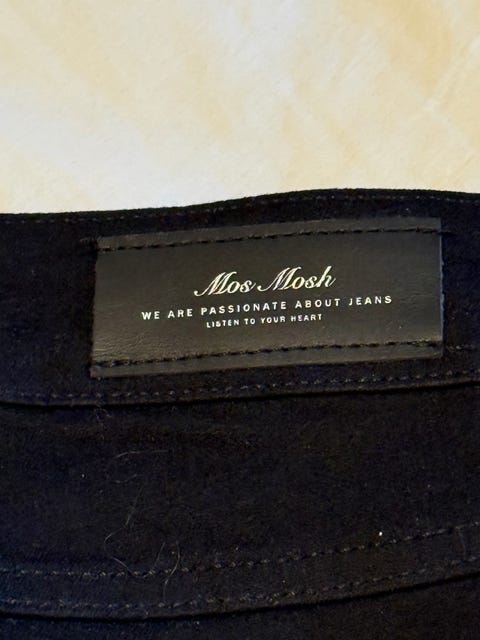 Mos Mosh
WE ARE PASSIONATE ABOUT JEANS
LISTEN TO YOUR HEART